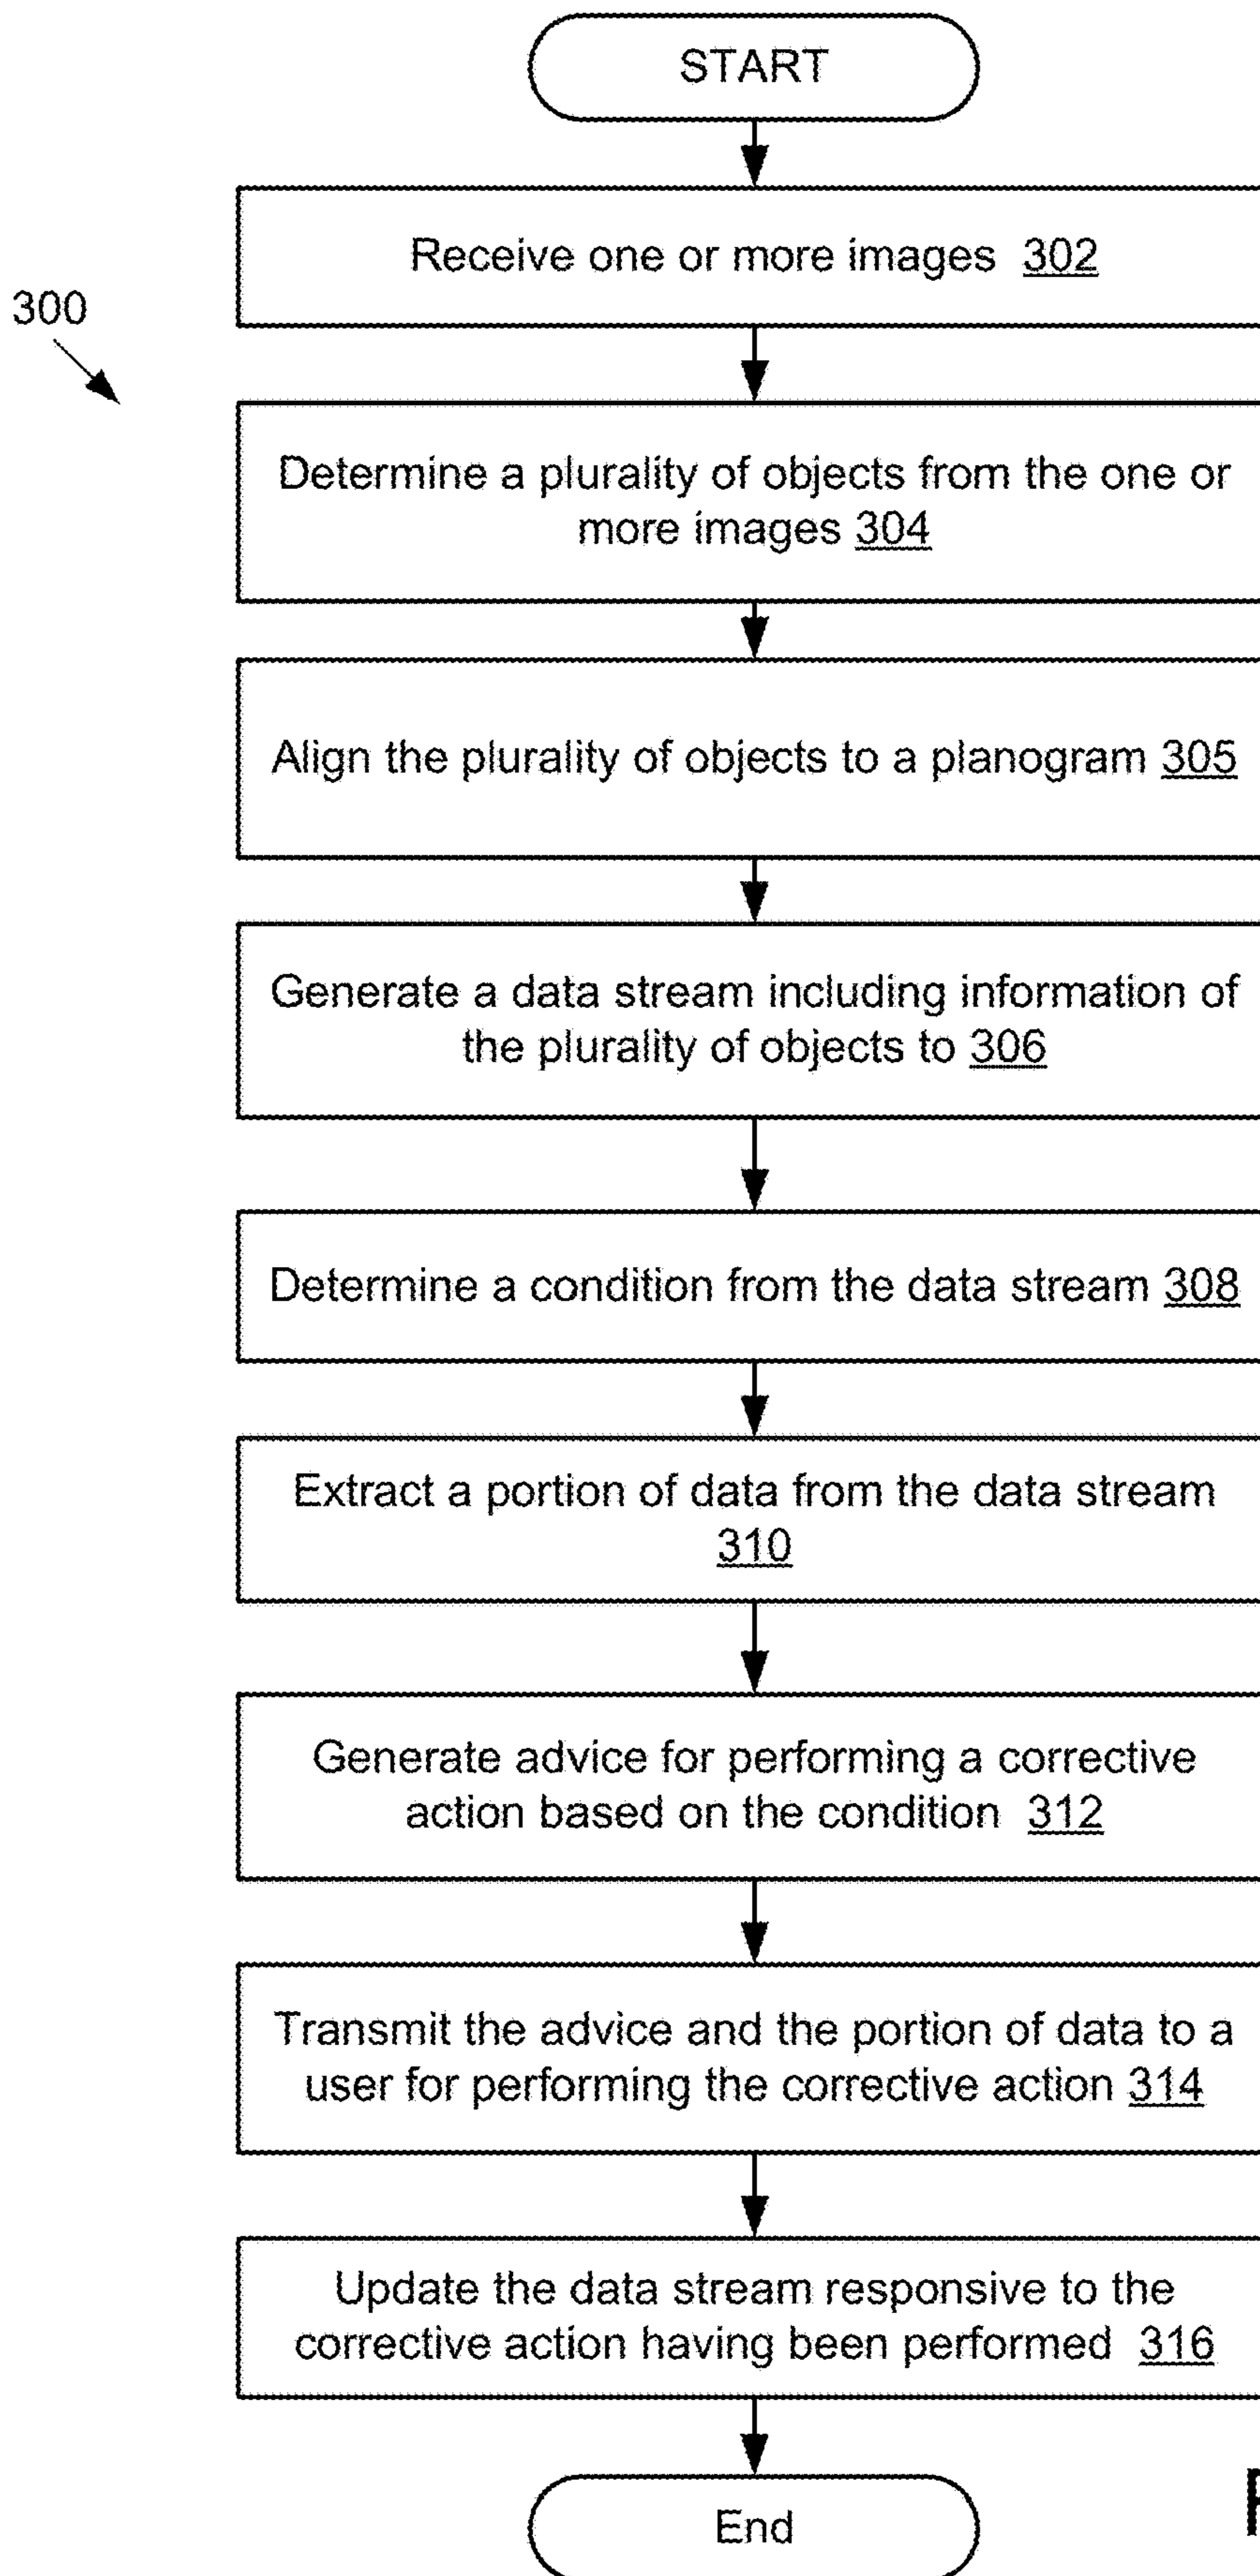 START
Receive one or more images 302
300
Determine a plurality of objects from the one or
more images 304
Align the plurality of objects to a planogram 305
Generate a data stream including information of
the plurality of objects to 306
Determine a condition from the data stream 308
Extract a portion of data from the data stream
310
Generate advice for performing a corrective
action based on the condition 312
Transmit the advice and the portion of data to a
user for performing the corrective action 314
Update the data stream responsive to the
corrective action having been performed 316
End